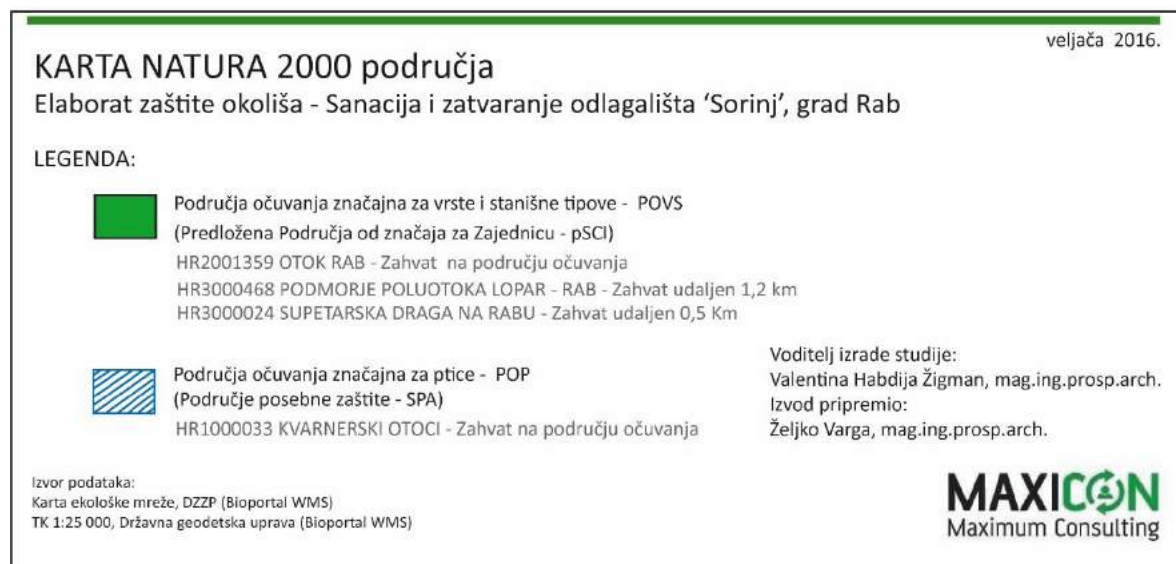 veljača 2016.
KARTA NATURA 2000 područja
Elaborat zaštite okoliša - Sanacija i zatvaranje odlagališta 'Sorinj', grad Rab
LEGENDA:
Područja očuvanja značajna za vrste i stanišne tipove - POVS
(Predložena Područja od značaja za Zajednicu - pSCI)
HR2001359 OTOK RAB - Zahvat na području očuvanja
HR3000468 PODMORJE POLUOTOKA LOPAR - RAB - Zahvat udaljen 1,2 km
HR3000024 SUPETARSKA DRAGA NA RABU - Zahvat udaljen 0,5 Km
Područja očuvanja značajna za ptice - POP
(Područje posebne zaštite - SPA)
HR1000033 KVARNERSKI OTOCI - Zahvat na području očuvanja
Voditelj izrade studije:
Valentina Habdija Žigman, mag.ing.prosp.arch.
Izvod pripremio:
Željko Varga, mag.ing.prosp.arch.
Izvor podataka:
Karta ekološke mreže, DZZP (Bioportal WMS)
TK 1:25 000, Državna geodetska uprava (Bioportal WMS)
MAXICON
Maximum Consulting